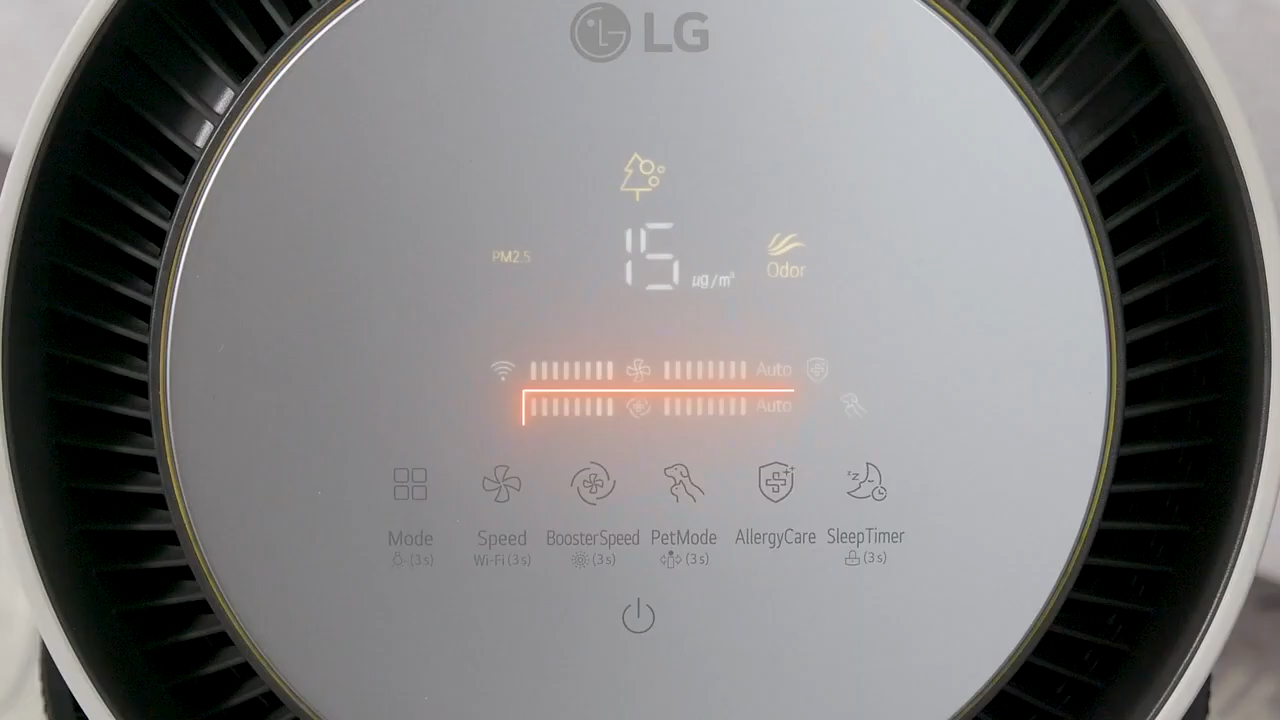 LG
PM2.5 15 μg/m³ Odor
Auto
Auto
Mode Speed BoosterSpeed PetMode AllergyCare SleepTimer
(3s) Wi-Fi(3s) (3s) (3s) (3s)